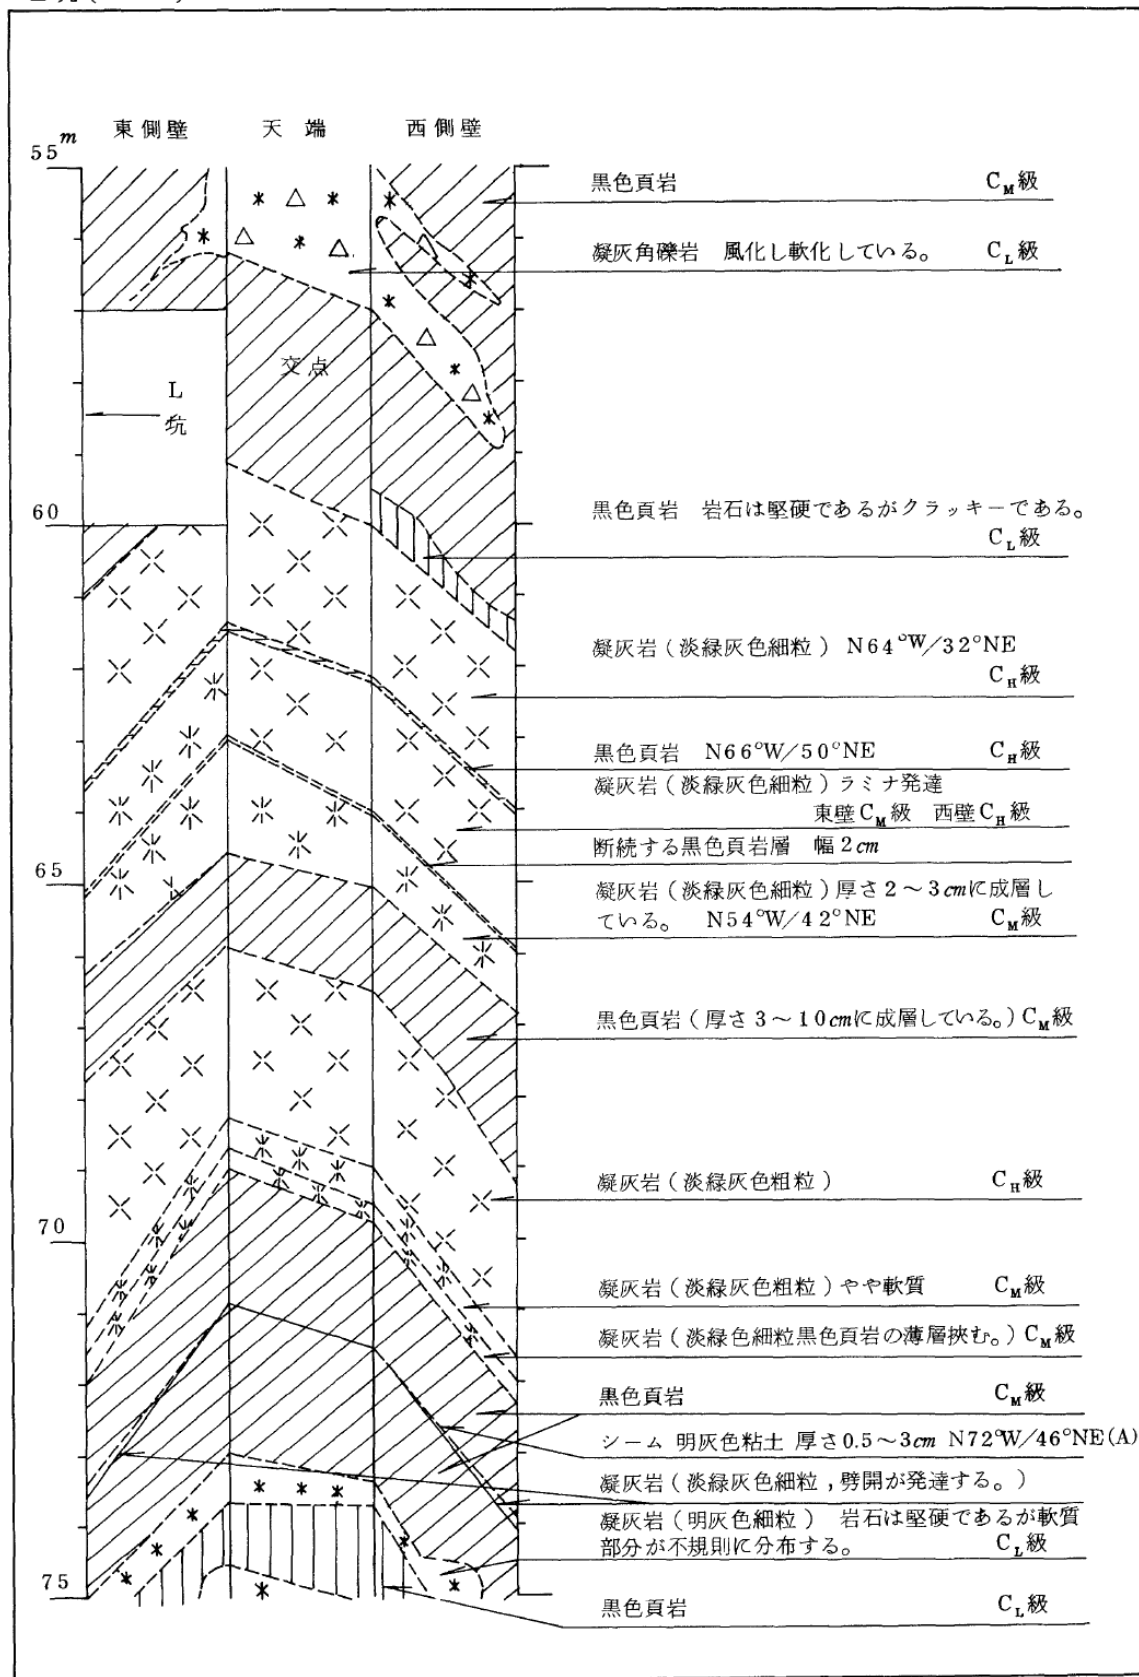 東側壁 天端 西側壁
55 m
黒色頁岩 CM級
凝灰角礫岩 風化し軟化している。 CL級
交点
L
坑
60
黒色頁岩 岩石は堅硬であるがクラッキーである。
CL級
凝灰岩(淡緑灰色細粒) N64°W/32°NE
CH級
黒色頁岩 N66°W/50°NE CH級
凝灰岩(淡緑灰色細粒)ラミナ発達
東壁CM級 西壁CH級
断続する黒色頁岩層 幅2cm
65
凝灰岩(淡緑灰色細粒)厚さ2~3cmに成層し
ている。 N54°W/42°NE CM級
黒色頁岩(厚さ3~10cmに成層している。)CM級
凝灰岩(淡緑灰色粗粒) CH級
70
凝灰岩(淡緑灰色粗粒)やや軟質 CM級
凝灰岩(淡緑色細粒黒色頁岩の薄層挟む。)CM級
黒色頁岩 CM級
シーム 明灰色粘土 厚さ0.5~3cm N72°W/46°NE(A)
凝灰岩(淡緑灰色細粒,劈開が発達する。)
凝灰岩(明灰色細粒) 岩石は堅硬であるが軟質
部分が不規則に分布する。 CL級
75
黒色頁岩 CL級